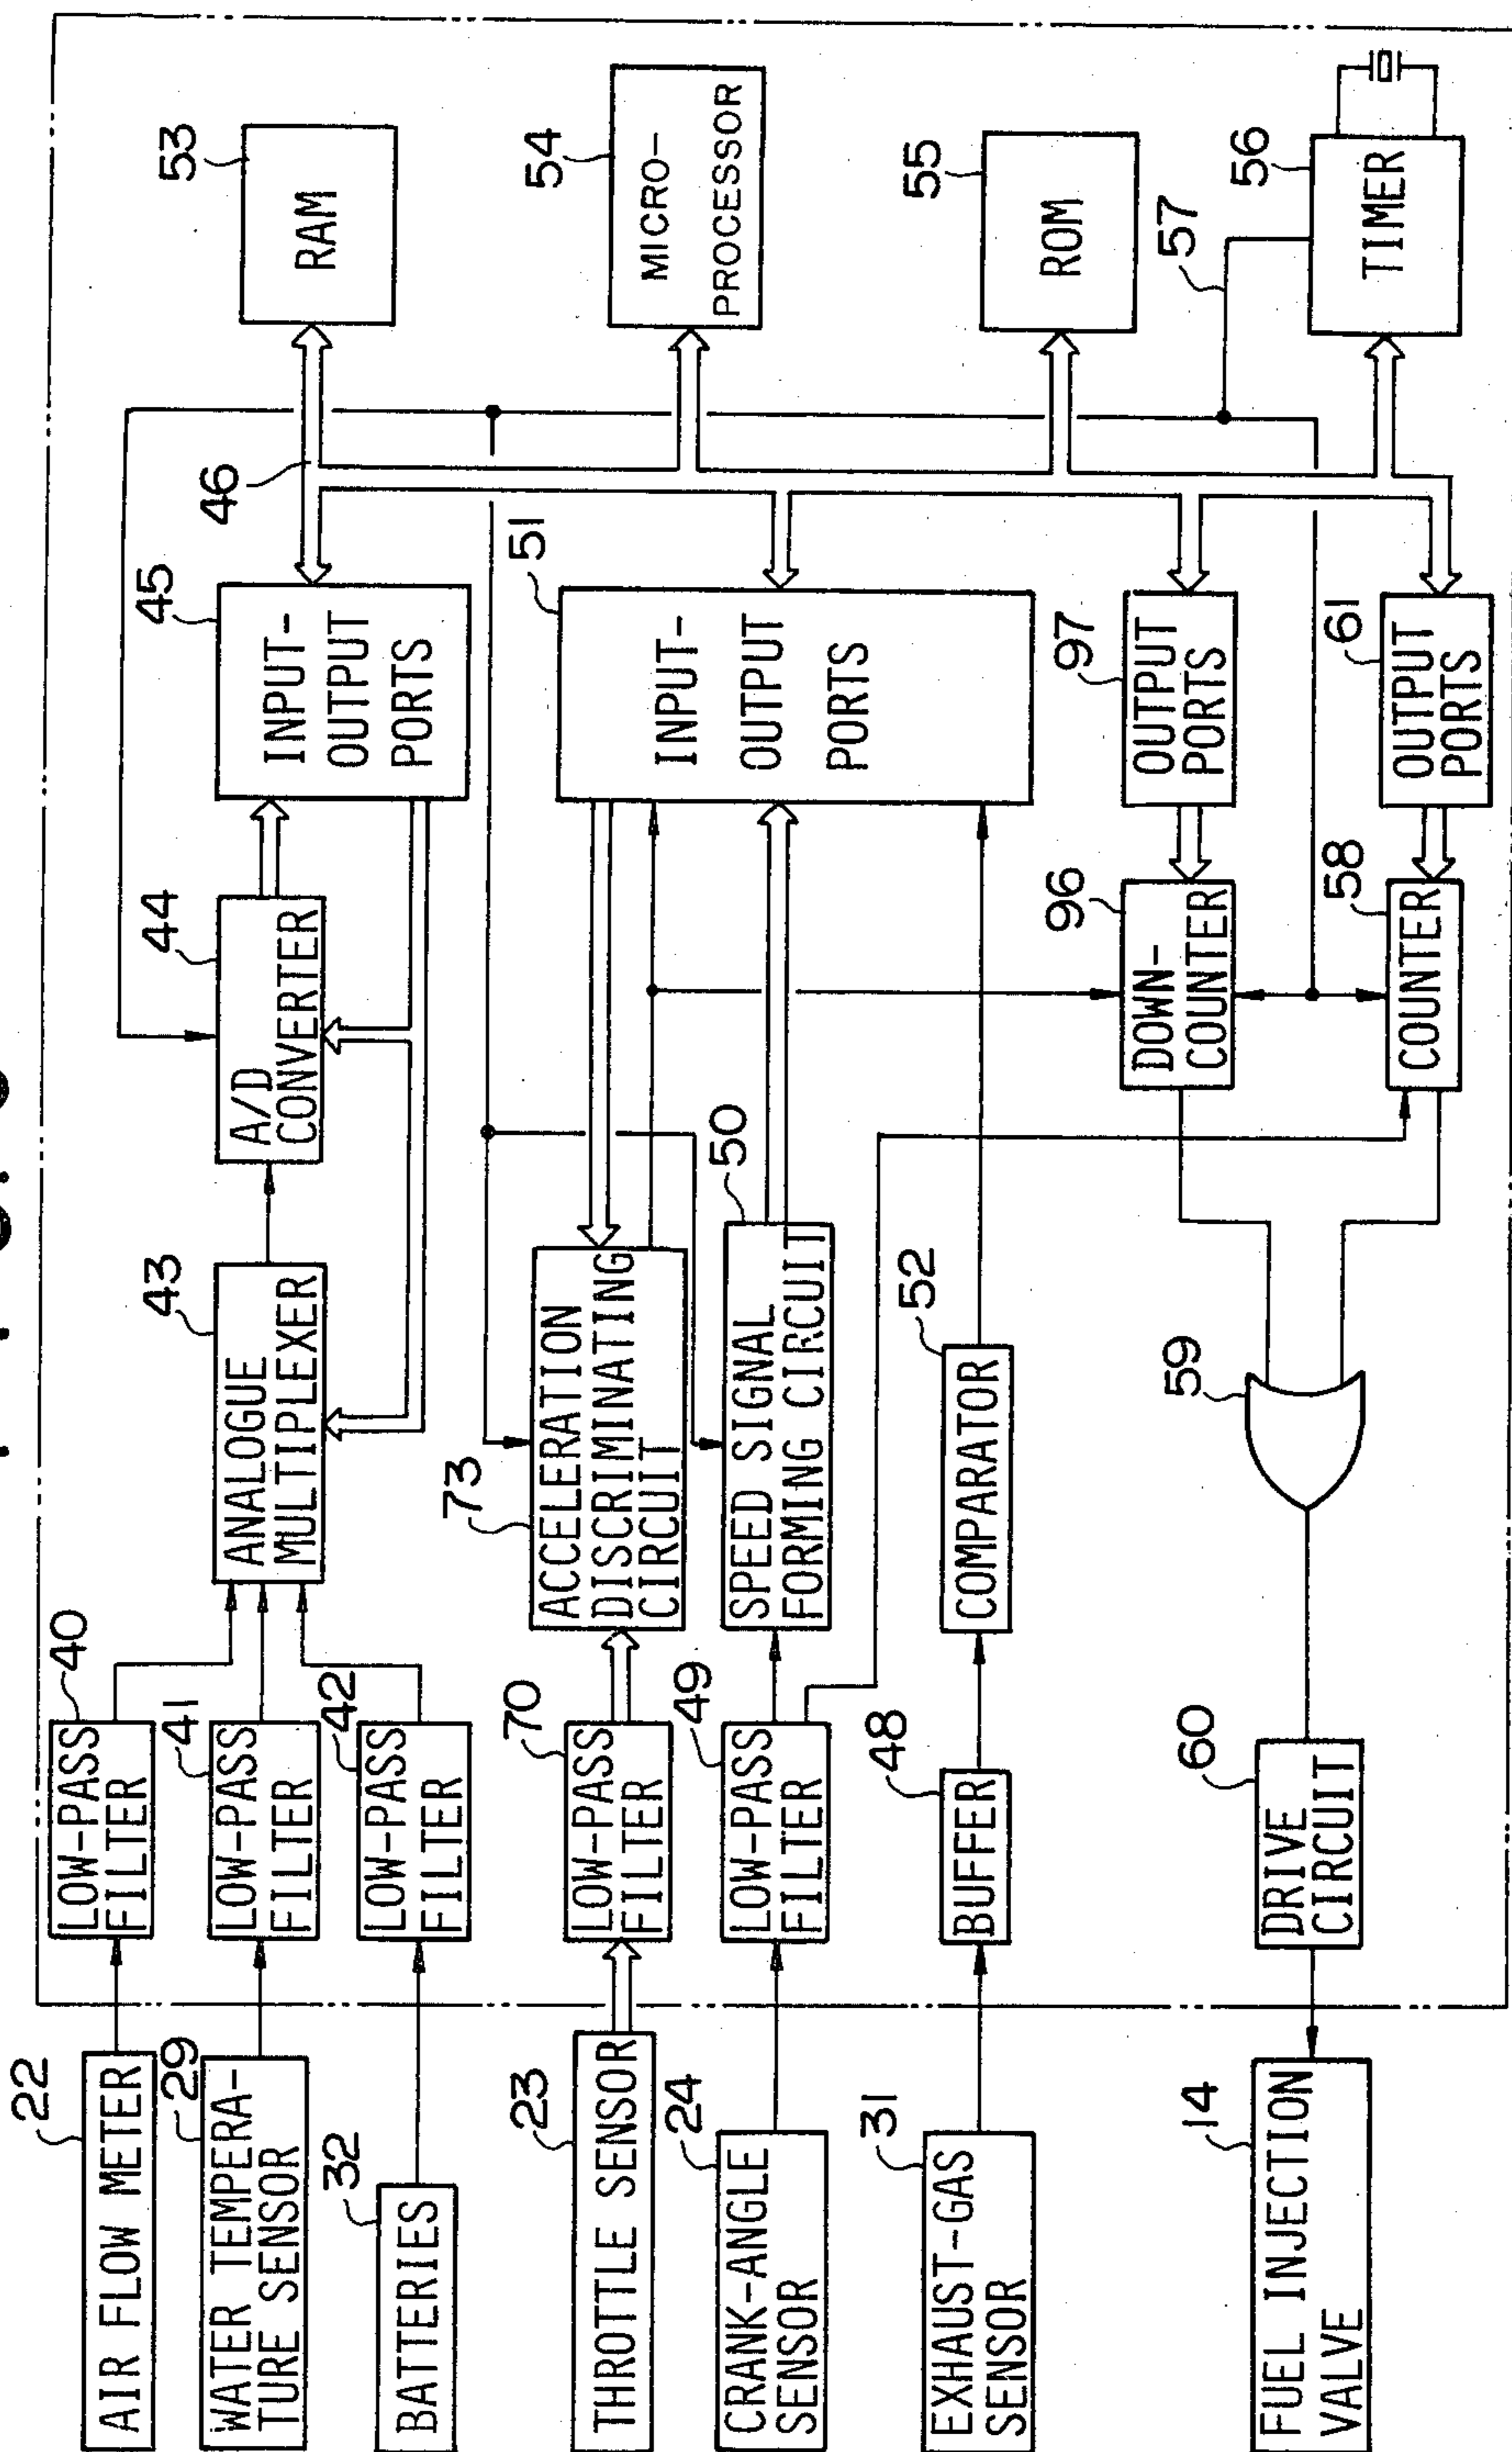 22
AIR FLOW METER
29
WATER TEMPERA-
TURE SENSOR
32
BATTERIES
23
THROTTLE SENSOR
24
CRANK-ANGLE
SENSOR
31
EXHAUST-GAS
SENSOR
14
FUEL INJECTION
VALVE
40
LOW-PASS
FILTER
41
LOW-PASS
FILTER
42
LOW-PASS
FILTER
70
LOW-PASS
FILTER
49
LOW-PASS
FILTER
48
BUFFER
60
DRIVE
CIRCUIT
43
ANALOGUE
MULTIPLEXER
73
ACCELERATION
DISCRIMINATING
CIRCUIT
50
SPEED SIGNAL
FORMING CIRCUIT
52
COMPARATOR
59
44
A/D
CONVERTER
96
DOWN-
COUNTER
58
COUNTER
45
INPUT-
OUTPUT
PORTS
46
51
INPUT-
OUTPUT
PORTS
97
OUTPUT
PORTS
61
OUTPUT
PORTS
53
RAM
54
MICRO-
PROCESSOR
55
ROM
57
56
TIMER